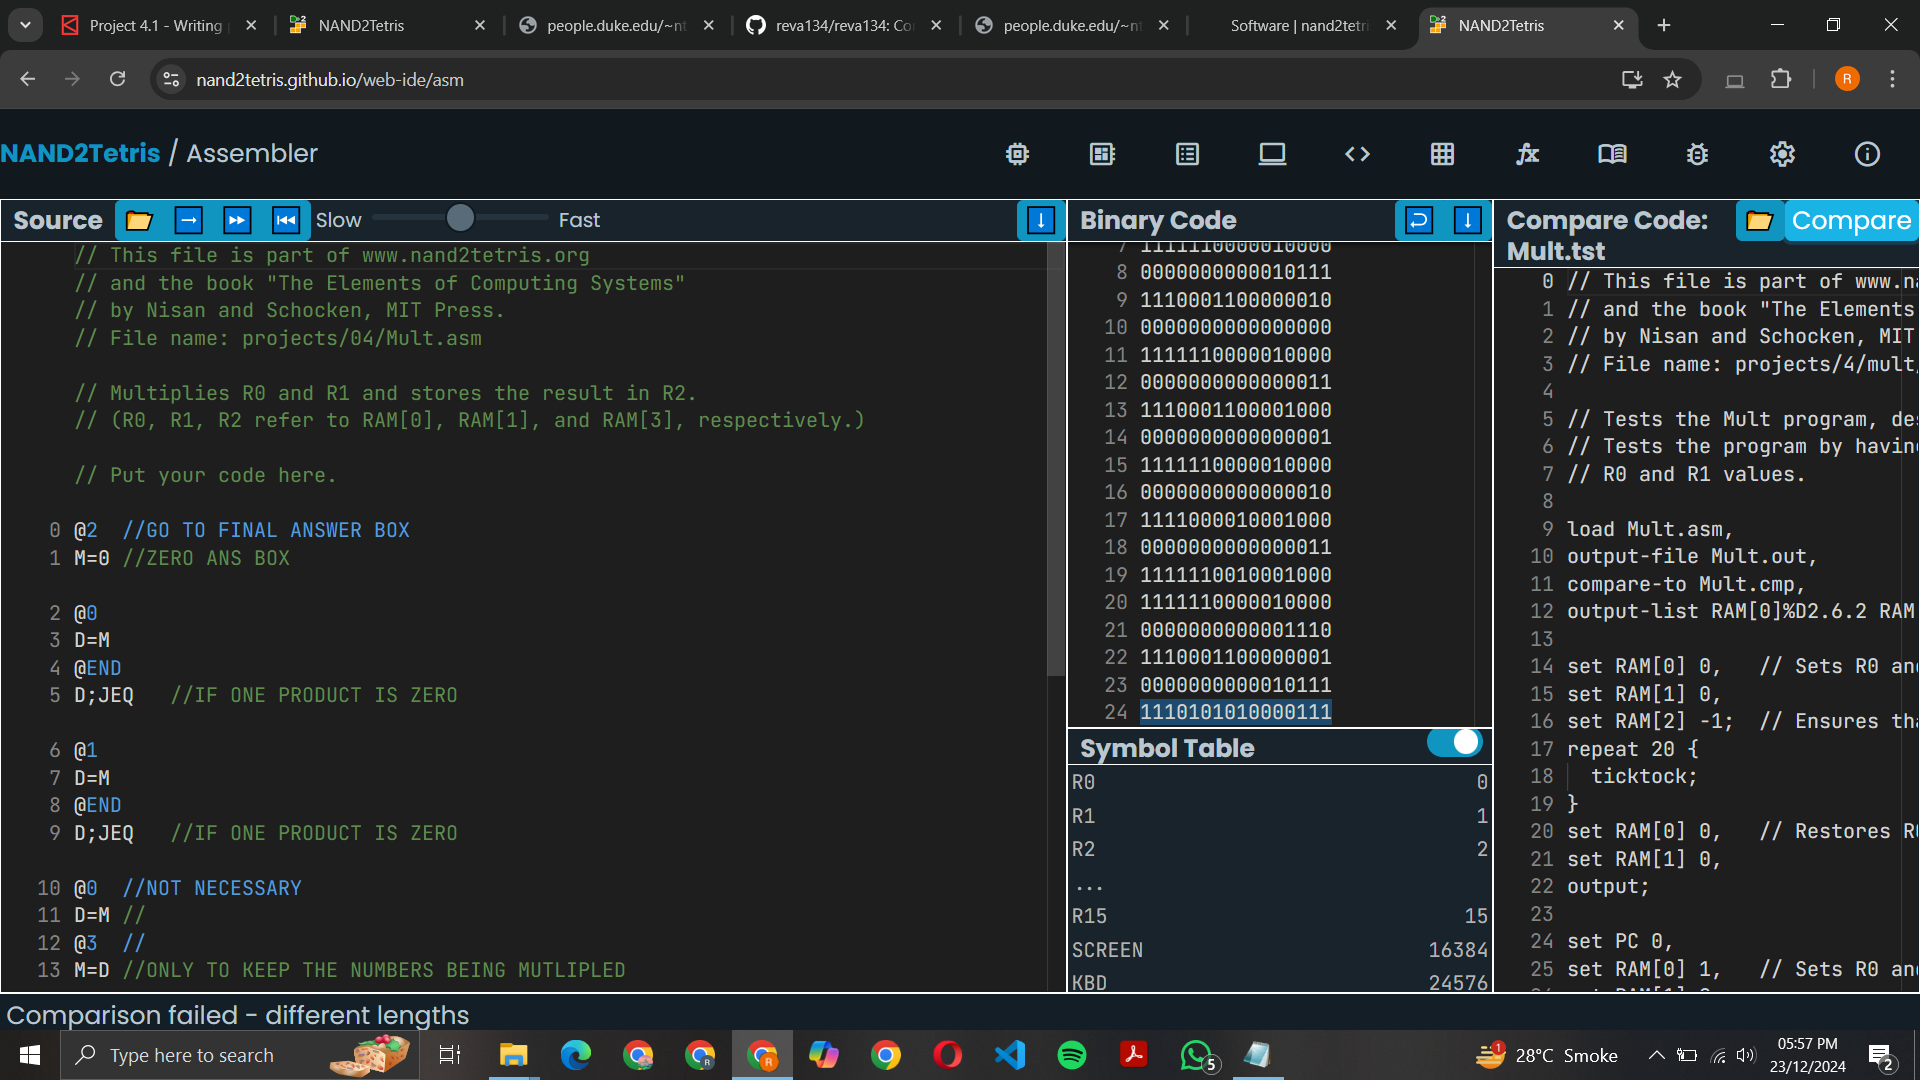 Project 4.1 - Writing
NAND2Tetris
people.duke.edu/~nt
reva134/reva134: Co
people.duke.edu/~nt
Software | nand2tetri
NAND2Tetris
nand2tetris.github.io/web-ide/asm
R
NAND2Tetris / Assembler
Source
Slow
Fast
// This file is part of www.nand2tetris.org
// and the book "The Elements of Computing Systems"
// by Nisan and Schocken, MIT Press.
// File name: projects/04/Mult.asm
// Multiplies R0 and R1 and stores the result in R2.
// (R0, R1, R2 refer to RAM[0], RAM[1], and RAM[3], respectively.)
// Put your code here.
0 @2 //GO TO FINAL ANSWER BOX
1 M=0 //ZERO ANS BOX
2 @0
3 D=M
4 @END
5 D;JEQ //IF ONE PRODUCT IS ZERO
6 @1
7 D=M
8 @END
9 D;JEQ //IF ONE PRODUCT IS ZERO
10 @0 //NOT NECESSARY
11 D=M //
12 @3 //
13 M=D //ONLY TO KEEP THE NUMBERS BEING MUTLIPLED
Binary Code
7 1111110000010000
8 0000000000010111
9 1110001100000010
10 0000000000000000
11 1111110000010000
12 0000000000000011
13 1110001100001000
14 0000000000000001
15 1111110000010000
16 0000000000000010
17 1111000010001000
18 0000000000000011
19 1111110010001000
20 1111110000010000
21 0000000000001110
22 1110001100000001
23 0000000000010111
24 1110101010000111
Symbol Table
R0 0
R1 1
R2 2
...
R15 15
SCREEN 16384
KBD 24576
Compare Code:
Mult.tst
Compare
0 // This file is part of www.na
1 // and the book "The Elements
2 // by Nisan and Schocken, MIT
3 // File name: projects/4/mult/
4
5 // Tests the Mult program, des
6 // Tests the program by having
7 // R0 and R1 values.
8
9 load Mult.asm,
10 output-file Mult.out,
11 compare-to Mult.cmp,
12 output-list RAM[0]%D2.6.2 RAM
13
14 set RAM[0] 0, // Sets R0 and
15 set RAM[1] 0,
16 set RAM[2] -1; // Ensures tha
17 repeat 20 {
18 ticktock;
19 }
20 set RAM[0] 0, // Restores R0
21 set RAM[1] 0,
22 output;
23
24 set PC 0,
25 set RAM[0] 1, // Sets R0 and
Comparison failed - different lengths
Type here to search
5
1
28°C Smoke
05:57 PM
23/12/2024
2